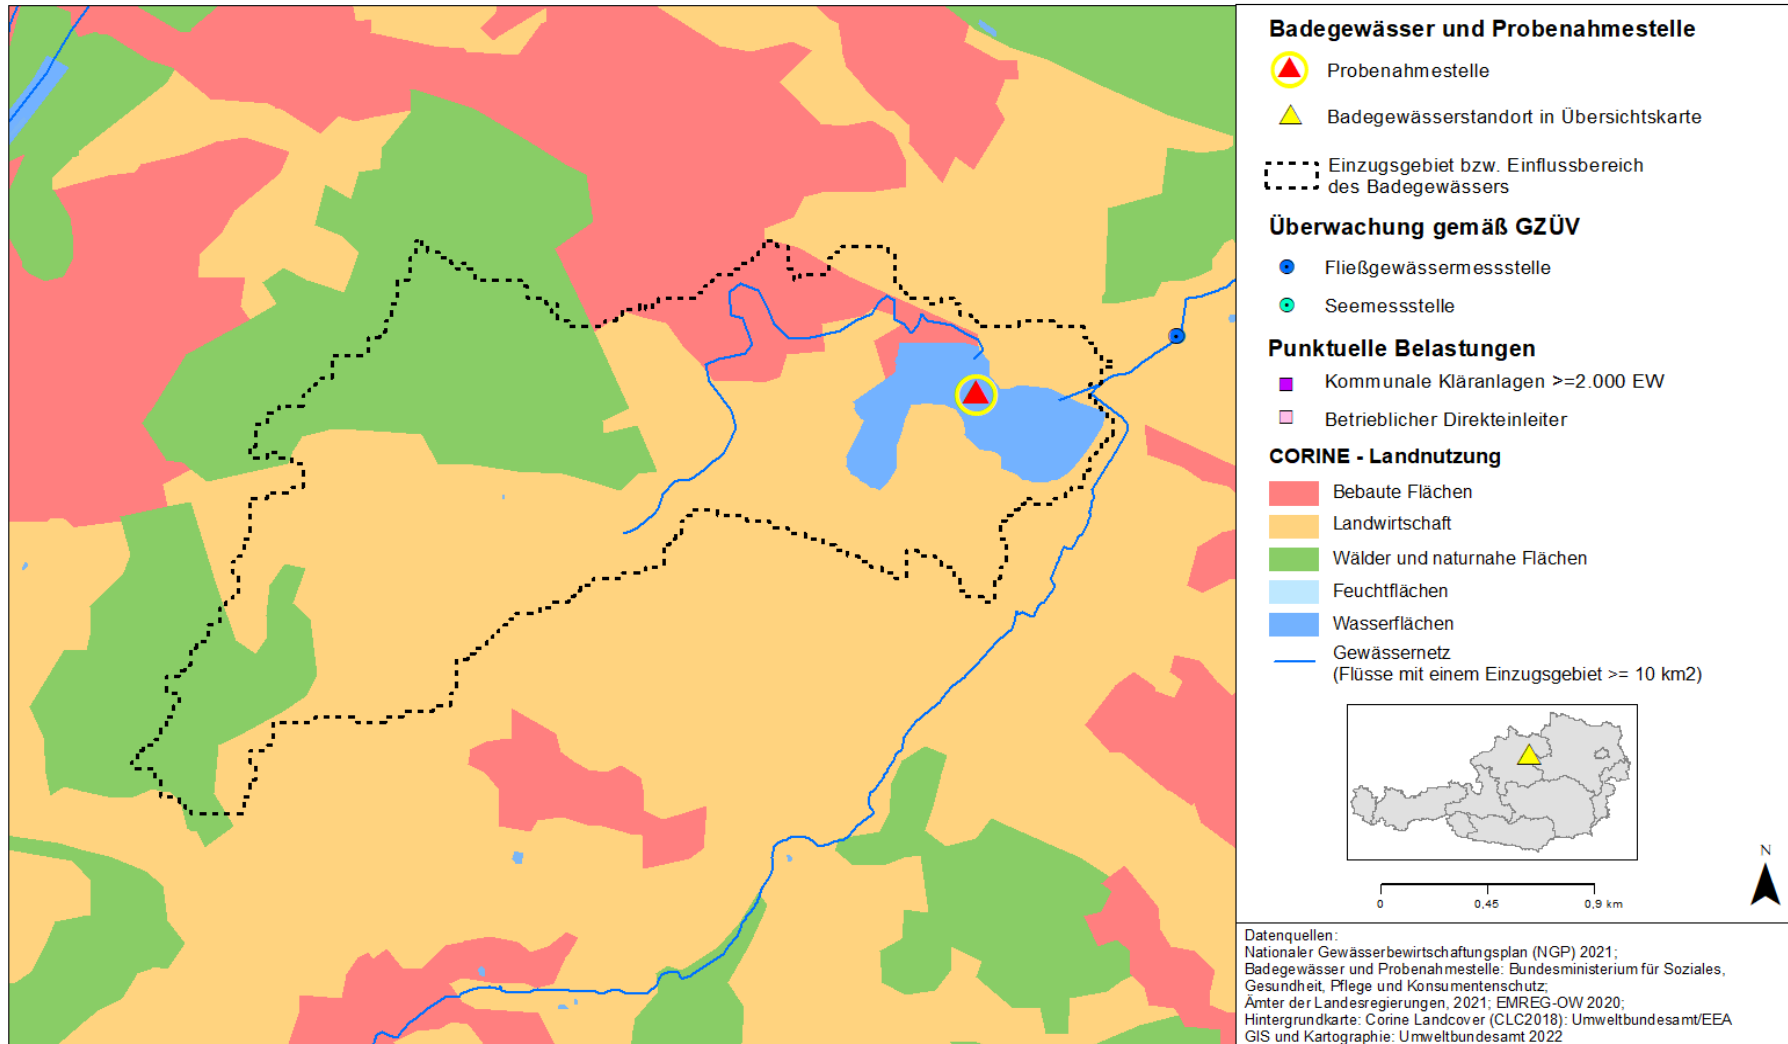 Badegewässer und Probenahmestelle
Probenahmestelle
Badegewässerstandort in Übersichtskarte
Einzugsgebiet bzw. Einflussbereich
des Badegewässers
Überwachung gemäß GZÜV
Fließgewässermessstelle
Seemessstelle
Punktuelle Belastungen
Kommunale Kläranlagen >=2.000 EW
Betrieblicher Direkteinleiter
CORINE - Landnutzung
Bebaute Flächen
Landwirtschaft
Wälder und naturnahe Flächen
Feuchtflächen
Wasserflächen
Gewässernetz
(Flüsse mit einem Einzugsgebiet >= 10 km2)
N
0 0,45 0,9 km
Datenquellen:
Nationaler Gewässerbewirtschaftungsplan (NGP) 2021;
Badegewässer und Probenahmestelle: Bundesministerium für Soziales,
Gesundheit, Pflege und Konsumentenschutz;
Ämter der Landesregierungen, 2021; EMREG-OW 2020;
Hintergrundkarte: Corine Landcover (CLC2018): Umweltbundesamt/EEA
GIS und Kartographie: Umweltbundesamt 2022